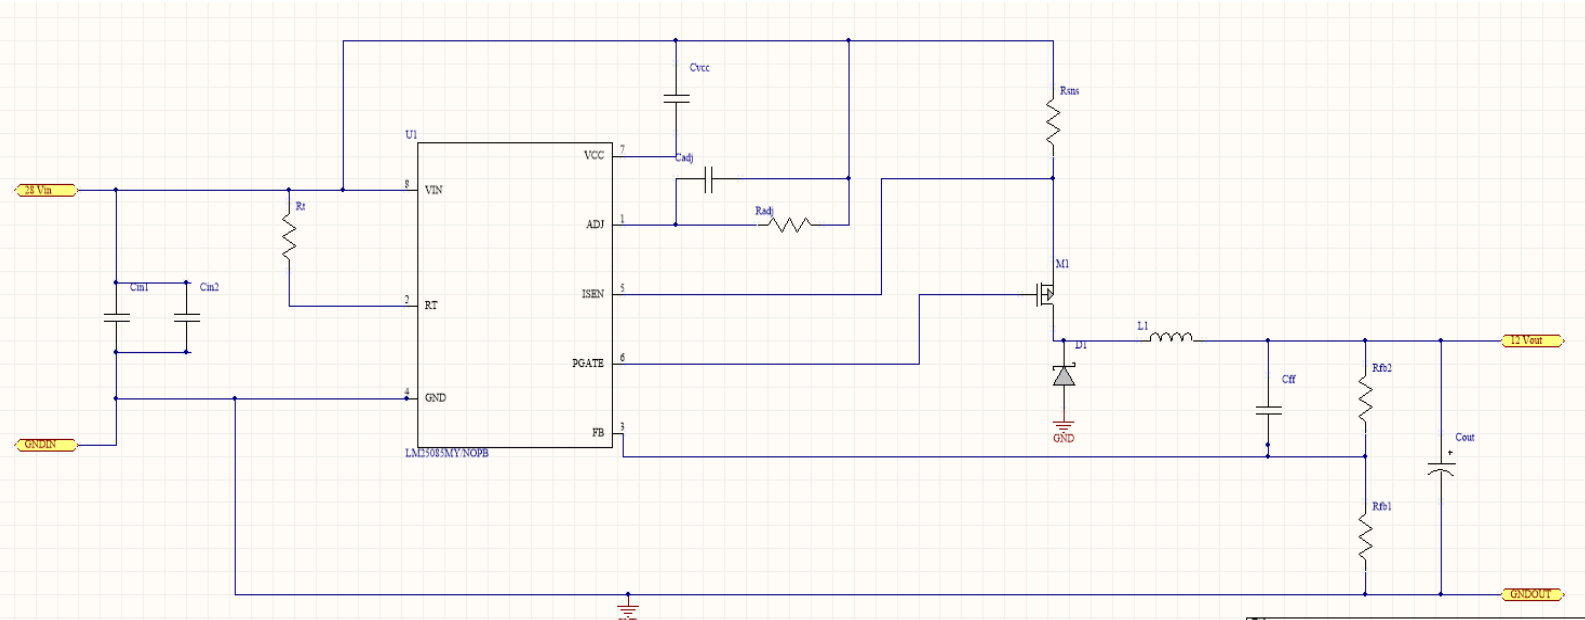 Cvcc
Rsns
U1
VCC
7
Cadj
28 Vin
8
VIN
Rt
Radj
ADJ
1
M1
Cin1
Cin2
2
RT
ISEN
5
L1
12 Vout
D1
PGATE
6
Rfb2
Cff
4
GND
GND
FB
3
Cout
+
GNDIN
LM25085MY/NOPB
Rfb1
GNDOUT